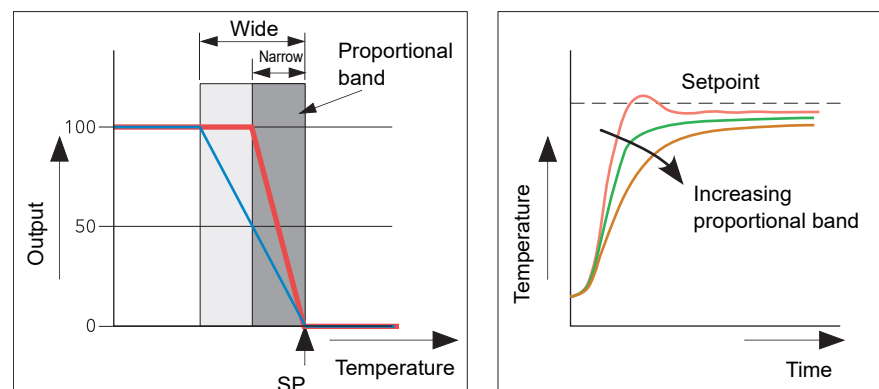 Wide
Narrow
Proportional
band
100
50
0
Output
Temperature
SP
Setpoint
Increasing
proportional band
Temperature
Time